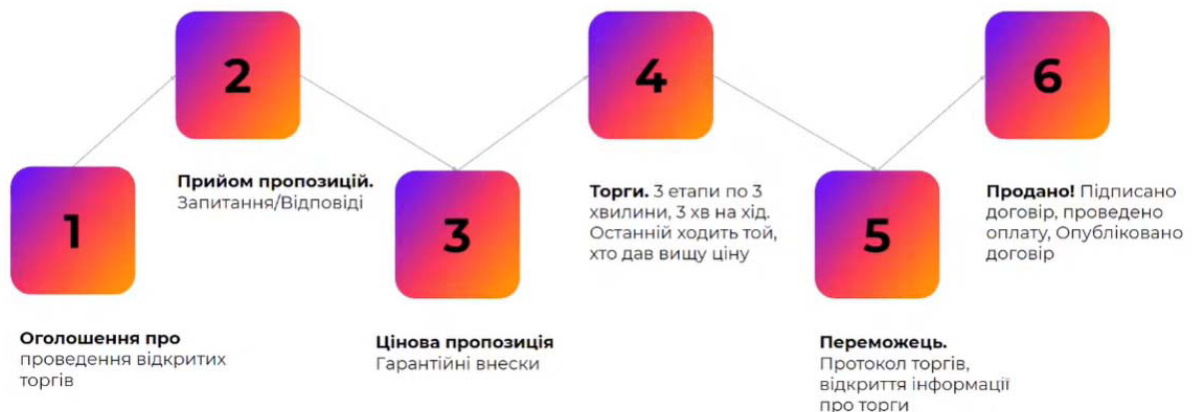 1
Оголошення про
проведення відкритих
торгів
2
Прийом пропозицій.
Запитання/Відповіді
3
Цінова пропозиція
Гарантійні внески
4
Торги. 3 етапи по 3
хвилини, 3 хв на хід.
Останній ходить той,
хто дав вищу ціну
5
Переможець.
Протокол торгів,
відкриття інформації
про торги
6
Продано! Підписано
договір, проведено
оплату, Опубліковано
договір